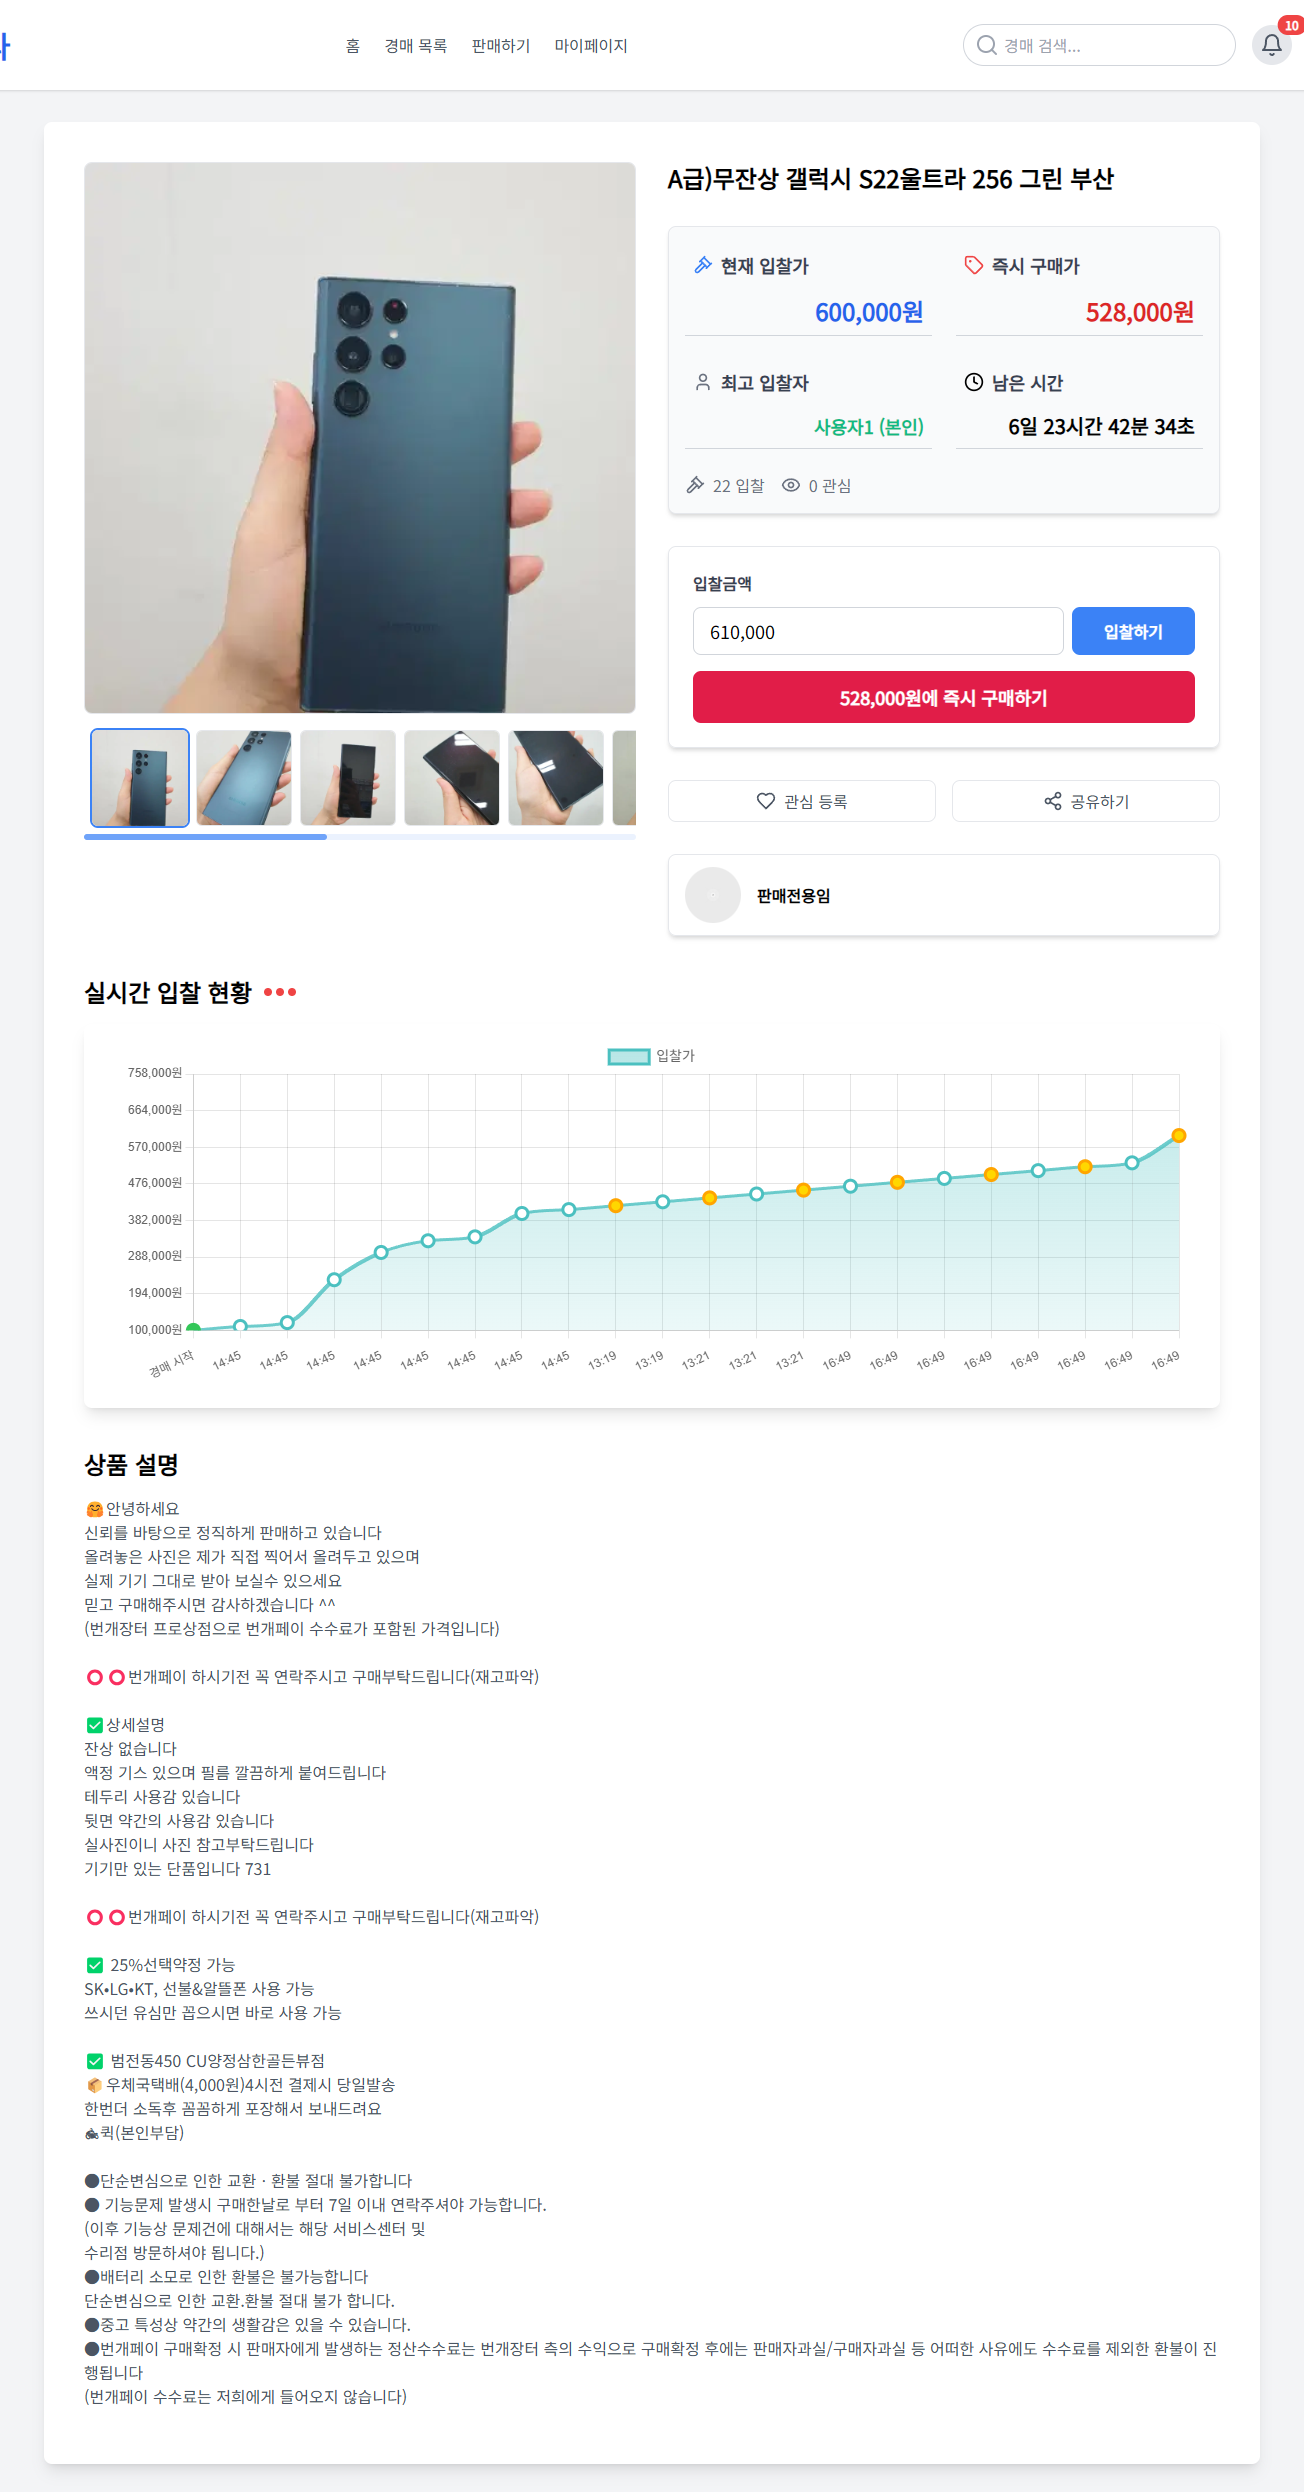 홈 경매 목록 판매하기 마이페이지 경매 검색... 10
A급)무잔상 갤럭시 S22울트라 256 그린 부산
현재 입찰가 즉시 구매가
600,000원 528,000원
최고 입찰자 남은 시간
사용자1 (본인) 6일 23시간 42분 34초
22 입찰 0 관심
입찰금액
610,000 입찰하기
528,000원에 즉시 구매하기
관심 등록 공유하기
판매전용임
실시간 입찰 현황
입찰가
758,000원
664,000원
570,000원
476,000원
382,000원
288,000원
194,000원
100,000원
경매 시작 14:45 14:45 14:45 14:45 14:45 14:45 14:45 14:45 13:19 13:19 13:21 13:21 13:21 16:49 16:49 16:49 16:49 16:49 16:49 16:49 16:49
상품 설명
🤗안녕하세요
신뢰를 바탕으로 정직하게 판매하고 있습니다
올려놓은 사진은 제가 직접 찍어서 올려두고 있으며
실제 기기 그대로 받아 보실수 있으세요
믿고 구매해주시면 감사하겠습니다 ^^
(번개장터 프로상점으로 번개페이 수수료가 포함된 가격입니다)
⭕⭕번개페이 하시기전 꼭 연락주시고 구매부탁드립니다(재고파악)
✅상세설명
잔상 없습니다
액정 기스 있으며 필름 깔끔하게 붙여드립니다
테두리 사용감 있습니다
뒷면 약간의 사용감 있습니다
실사진이니 사진 참고부탁드립니다
기기만 있는 단품입니다 731
⭕⭕번개페이 하시기전 꼭 연락주시고 구매부탁드립니다(재고파악)
✅ 25%선택약정 가능
SK•LG•KT, 선불&알뜰폰 사용 가능
쓰시던 유심만 꼽으시면 바로 사용 가능
✅ 범전동450 CU양정삼한골든뷰점
📦우체국택배(4,000원)4시전 결제시 당일발송
한번더 소독후 꼼꼼하게 포장해서 보내드려요
🏍퀵(본인부담)
●단순변심으로 인한 교환 · 환불 절대 불가합니다
● 기능문제 발생시 구매한날로 부터 7일 이내 연락주셔야 가능합니다.
(이후 기능상 문제건에 대해서는 해당 서비스센터 및
수리점 방문하셔야 됩니다.)
●배터리 소모로 인한 환불은 불가능합니다
단순변심으로 인한 교환.환불 절대 불가 합니다.
●중고 특성상 약간의 생활감은 있을 수 있습니다.
●번개페이 구매확정 시 판매자에게 발생하는 정산수수료는 번개장터 측의 수익으로 구매확정 후에는 판매자과실/구매자과실 등 어떠한 사유에도 수수료를 제외한 환불이 진
행됩니다
(번개페이 수수료는 저희에게 들어오지 않습니다)